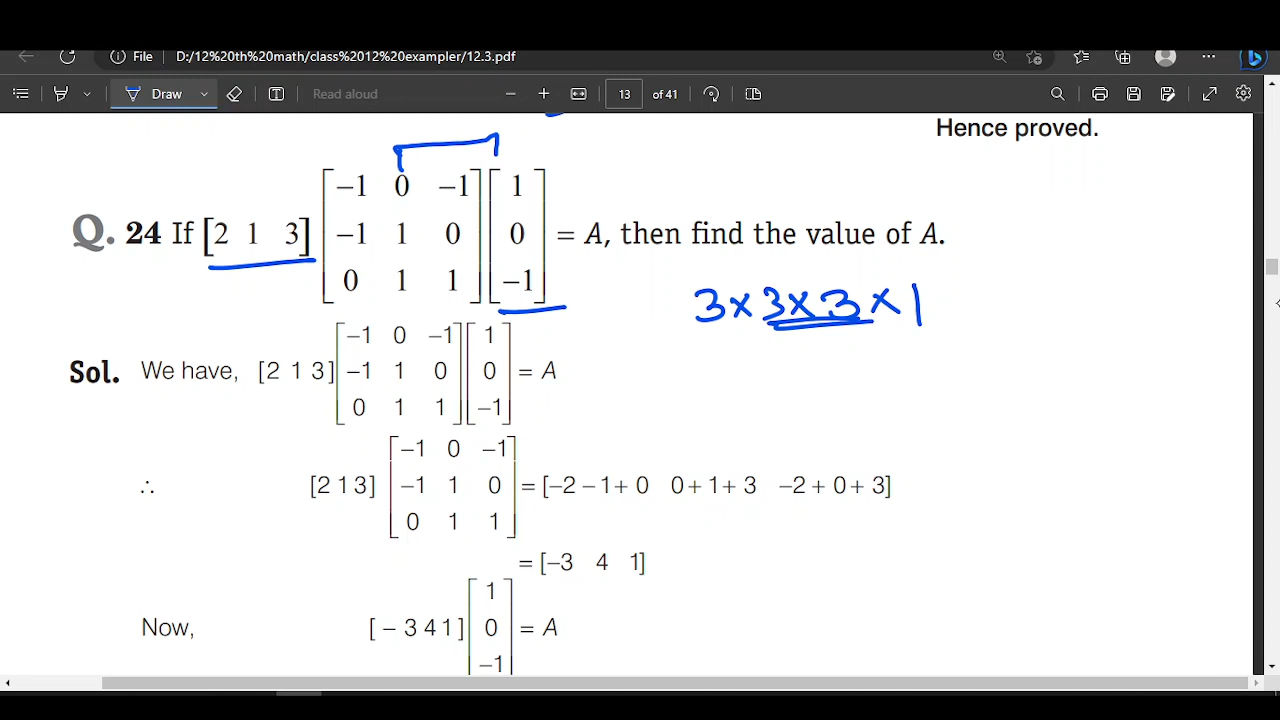 File D:/12%20th%20math/class%2012%20exampler/12.3.pdf
Draw Read aloud 13 of 41
Hence proved.
Q. 24 If [2 1 3] [−1 0 −1; −1 1 0; 0 1 1] [1; 0; −1] = A, then find the value of A.
3 × 3 × 3 × 1
Sol. We have, [2 1 3] [−1 0 −1; −1 1 0; 0 1 1] [1; 0; −1] = A
∴ [2 1 3] [−1 0 −1; −1 1 0; 0 1 1] = [−2 − 1 + 0 0 + 1 + 3 −2 + 0 + 3]
= [−3 4 1]
Now, [− 3 4 1] [1; 0; −1] = A